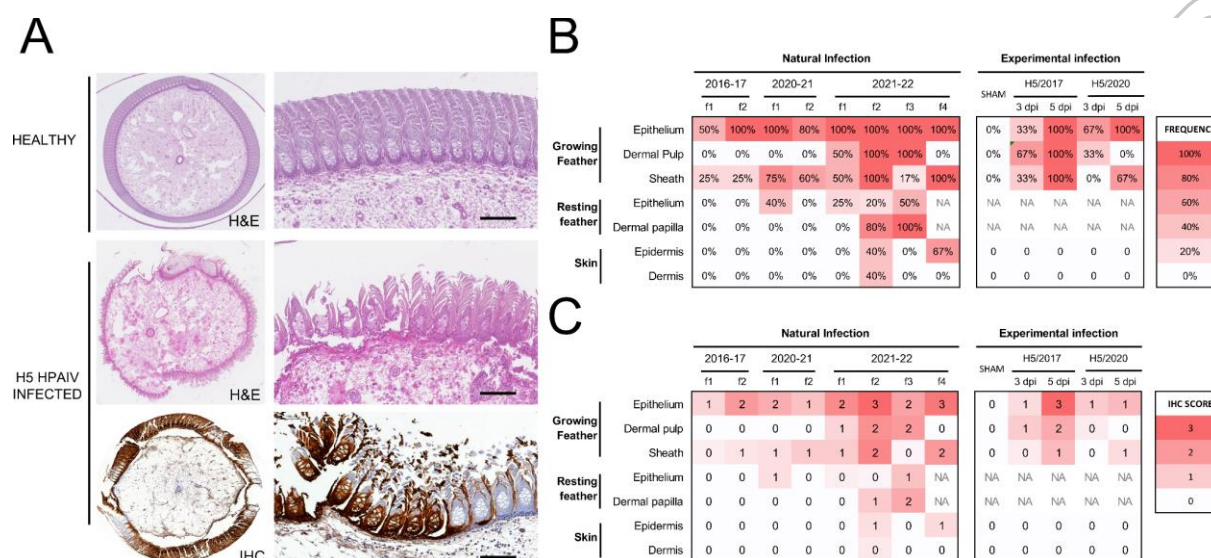 A
HEALTHY
H&E
H5 HPAIV
INFECTED
H&E
IHC
B
Natural Infection
Experimental infection
2016-17 2020-21 2021-22 SHAM H5/2017 H5/2020
f1 f2 f1 f2 f1 f2 f3 f4 3 dpi 5 dpi 3 dpi 5 dpi
Growing
Feather
Epithelium 50% 100% 100% 80% 100% 100% 100% 100% 0% 33% 100% 67% 100%
Dermal Pulp 0% 0% 0% 0% 50% 100% 100% 0% 0% 67% 100% 33% 0%
Sheath 25% 25% 75% 60% 50% 100% 17% 100% 0% 33% 100% 0% 67%
Resting
feather
Epithelium 0% 0% 40% 0% 25% 20% 50% NA NA NA NA NA NA
Dermal papilla 0% 0% 0% 0% 0% 80% 100% NA NA NA NA NA NA
Skin
Epidermis 0% 0% 0% 0% 0% 40% 0% 67% 0 0 0 0 0
Dermis 0% 0% 0% 0% 0% 40% 0% 0% 0 0 0 0 0
FREQUENC
100%
80%
60%
40%
20%
0%
C
Natural Infection
Experimental infection
2016-17 2020-21 2021-22 SHAM H5/2017 H5/2020
f1 f2 f1 f2 f1 f2 f3 f4 3 dpi 5 dpi 3 dpi 5 dpi
Growing
Feather
Epithelium 1 2 2 1 2 3 2 3 0 1 3 1 1
Dermal pulp 0 0 0 0 1 2 2 0 0 1 2 0 0
Sheath 0 1 1 1 1 2 0 2 0 0 1 0 1
Resting
feather
Epithelium 0 0 1 0 0 0 1 NA NA NA NA NA NA
Dermal papilla 0 0 0 0 0 1 2 NA NA NA NA NA NA
Skin
Epidermis 0 0 0 0 0 1 0 1 0 0 0 0 0
Dermis 0 0 0 0 0 0 0 0 0 0 0 0 0
IHC SCORE
3
2
1
0